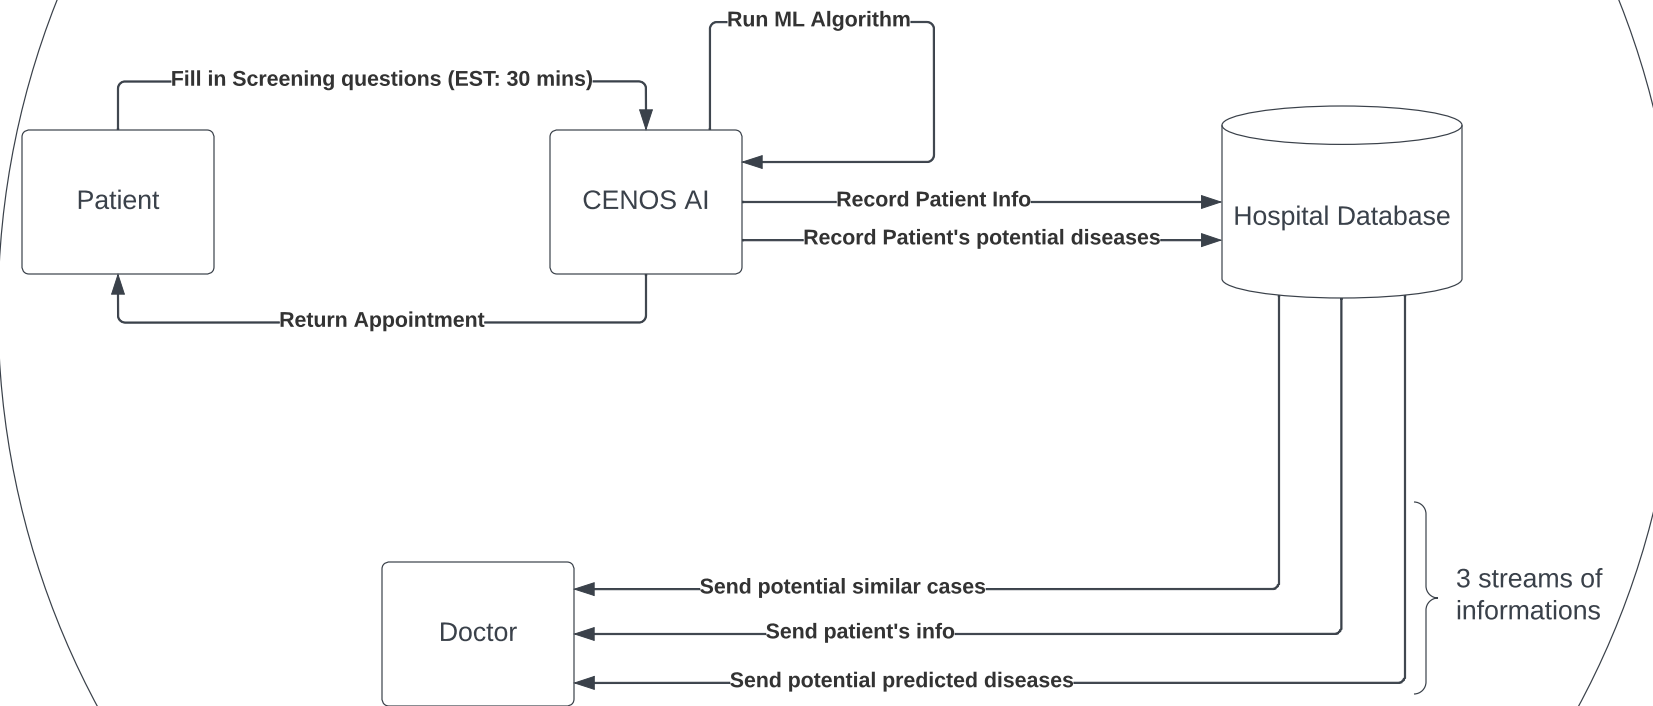 Run ML Algorithm
Fill in Screening questions (EST: 30 mins)
Patient
CENOS AI
Record Patient Info
Hospital Database
Record Patient's potential diseases
Return Appointment
Send potential similar cases
3 streams of
informations
Doctor
Send patient's info
Send potential predicted diseases